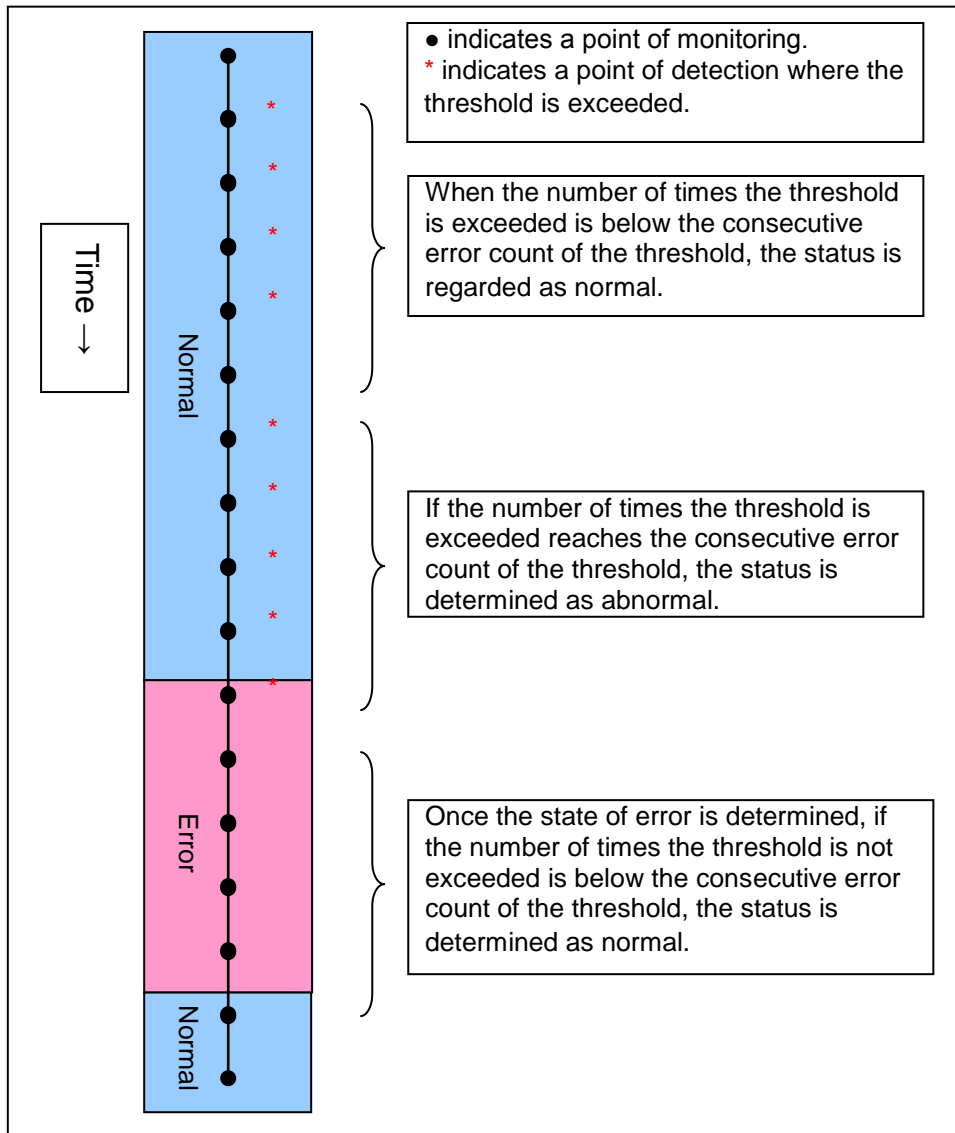 ● indicates a point of monitoring.
* indicates a point of detection where the
threshold is exceeded.
*
*
*
*
When the number of times the threshold
is exceeded is below the consecutive
error count of the threshold, the status is
regarded as normal.
Time →
Normal
*
*
*
*
*
If the number of times the threshold is
exceeded reaches the consecutive error
count of the threshold, the status is
determined as abnormal.
Error
Once the state of error is determined, if
the number of times the threshold is not
exceeded is below the consecutive error
count of the threshold, the status is
determined as normal.
Normal